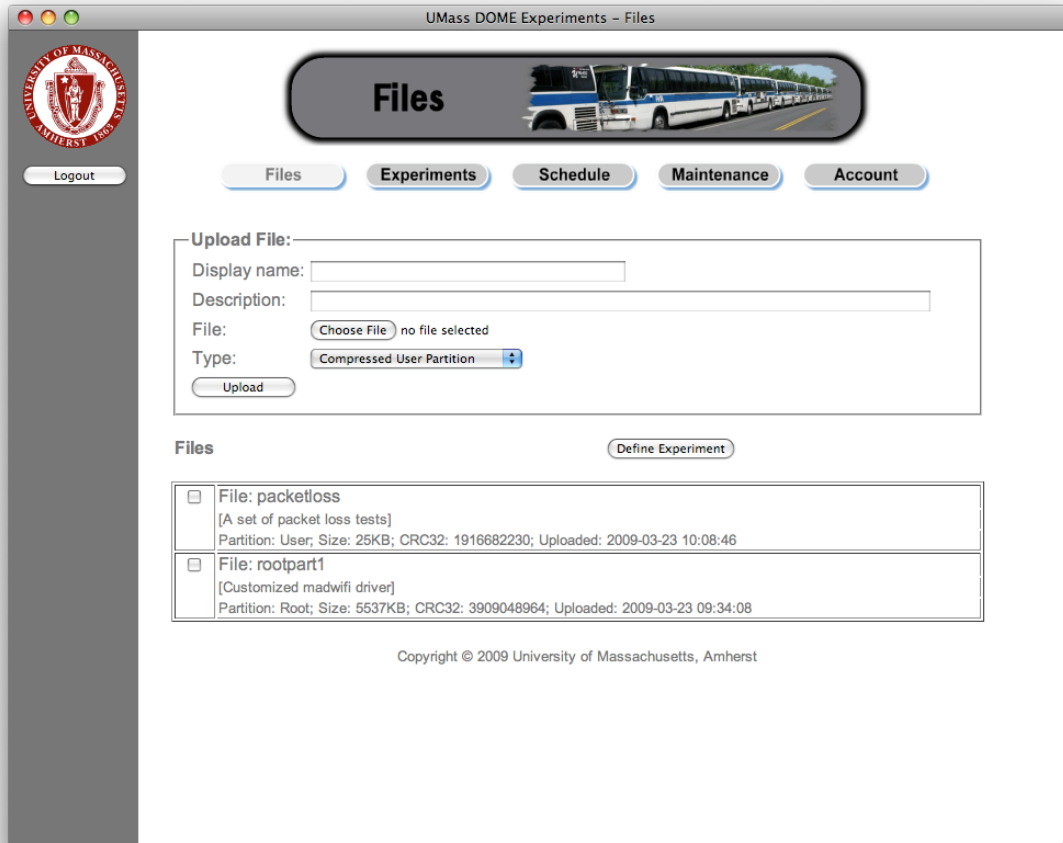 UMass DOME Experiments – Files
UNIVERSITY OF MASSACHUSETTS
AMHERST 1863
Files
Logout
Files Experiments Schedule Maintenance Account
Upload File:
Display name:
Description:
File: Choose File no file selected
Type: Compressed User Partition
Upload
Files Define Experiment
File: packetloss
[A set of packet loss tests]
Partition: User; Size: 25KB; CRC32: 1916682230; Uploaded: 2009-03-23 10:08:46
File: rootpart1
[Customized madwifi driver]
Partition: Root; Size: 5537KB; CRC32: 3909048964; Uploaded: 2009-03-23 09:34:08
Copyright © 2009 University of Massachusetts, Amherst